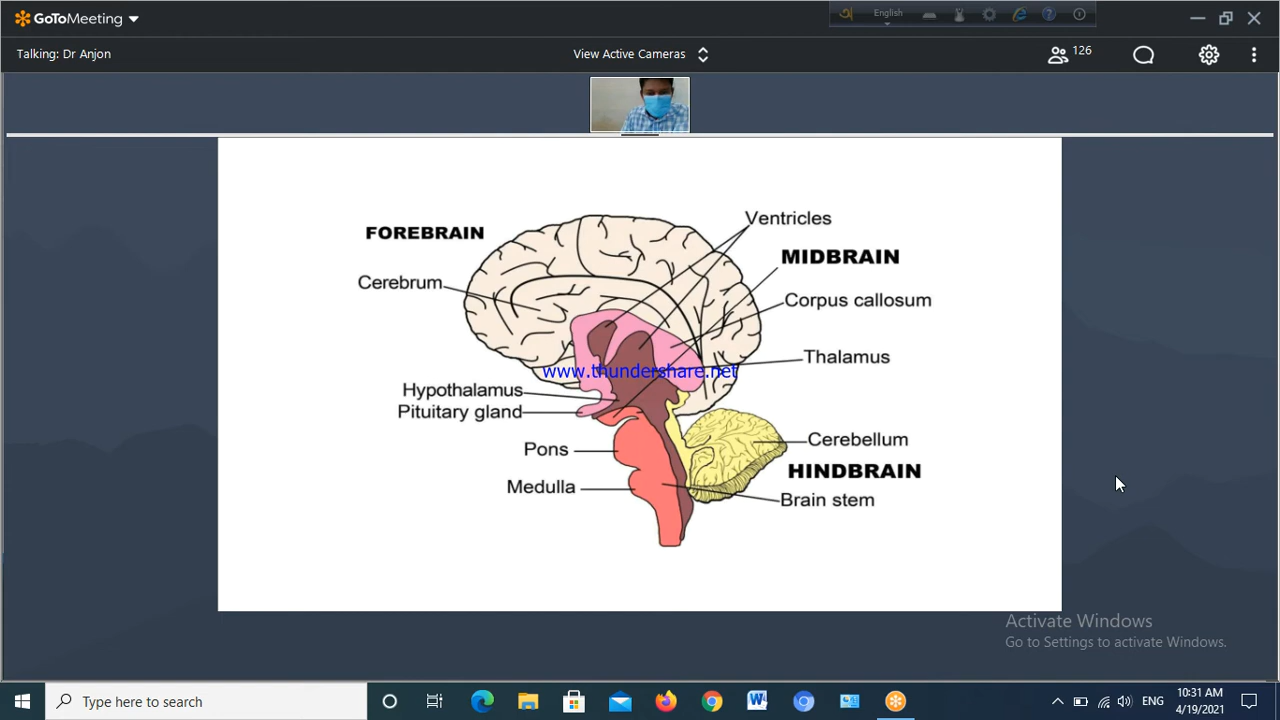 GoToMeeting
English
Talking: Dr Anjon
View Active Cameras
126
Ventricles
FOREBRAIN
MIDBRAIN
Cerebrum
Corpus callosum
Thalamus
www.thundershare.net
Hypothalamus
Pituitary gland
Cerebellum
Pons
HINDBRAIN
Medulla
Brain stem
Activate Windows
Go to Settings to activate Windows.
Type here to search
ENG
10:31 AM
4/19/2021